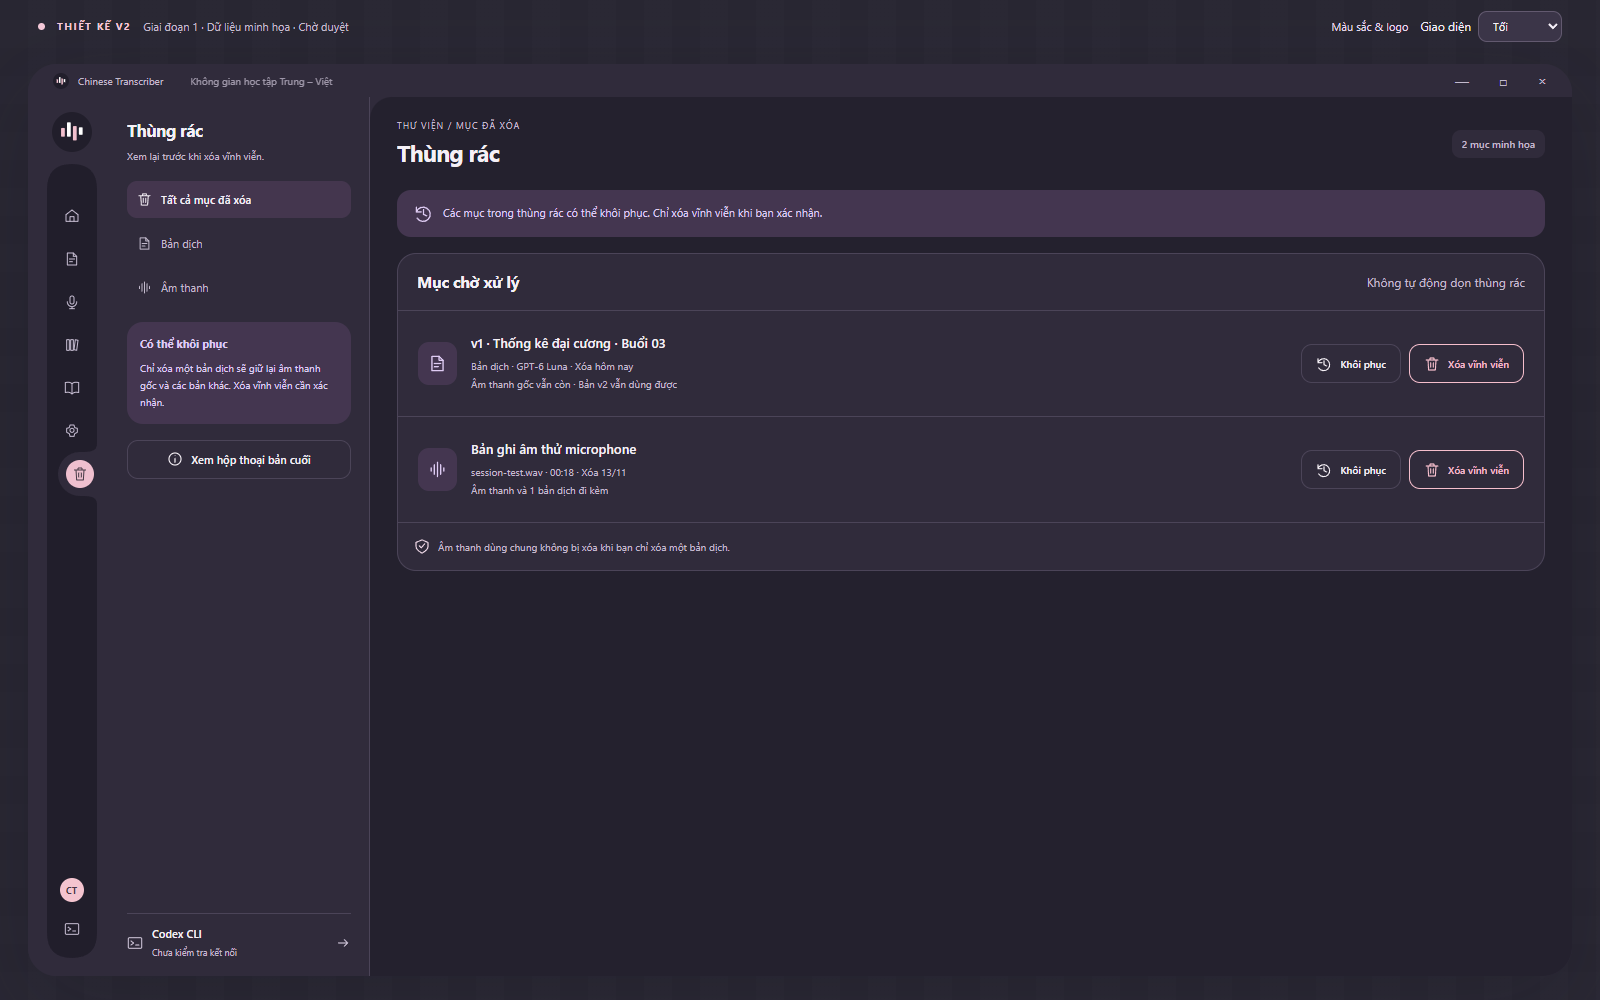 THIẾT KẾ V2
Giai đoạn 1 · Dữ liệu minh họa · Chờ duyệt
Màu sắc & logo
Giao diện
Tối
Chinese Transcriber
Không gian học tập Trung – Việt
Thùng rác
Xem lại trước khi xóa vĩnh viễn.
Tất cả mục đã xóa
Bản dịch
Âm thanh
Có thể khôi phục
Chỉ xóa một bản dịch sẽ giữ lại âm thanh
gốc và các bản khác. Xóa vĩnh viễn cần xác
nhận.
Xem hộp thoại bản cuối
CT
Codex CLI
Chưa kiểm tra kết nối
THƯ VIỆN / MỤC ĐÃ XÓA
Thùng rác
2 mục minh họa
Các mục trong thùng rác có thể khôi phục. Chỉ xóa vĩnh viễn khi bạn xác nhận.
Mục chờ xử lý
Không tự động dọn thùng rác
v1 · Thống kê đại cương · Buổi 03
Bản dịch · GPT-6 Luna · Xóa hôm nay
Âm thanh gốc vẫn còn · Bản v2 vẫn dùng được
Khôi phục
Xóa vĩnh viễn
Bản ghi âm thử microphone
session-test.wav · 00:18 · Xóa 13/11
Âm thanh và 1 bản dịch đi kèm
Khôi phục
Xóa vĩnh viễn
Âm thanh dùng chung không bị xóa khi bạn chỉ xóa một bản dịch.